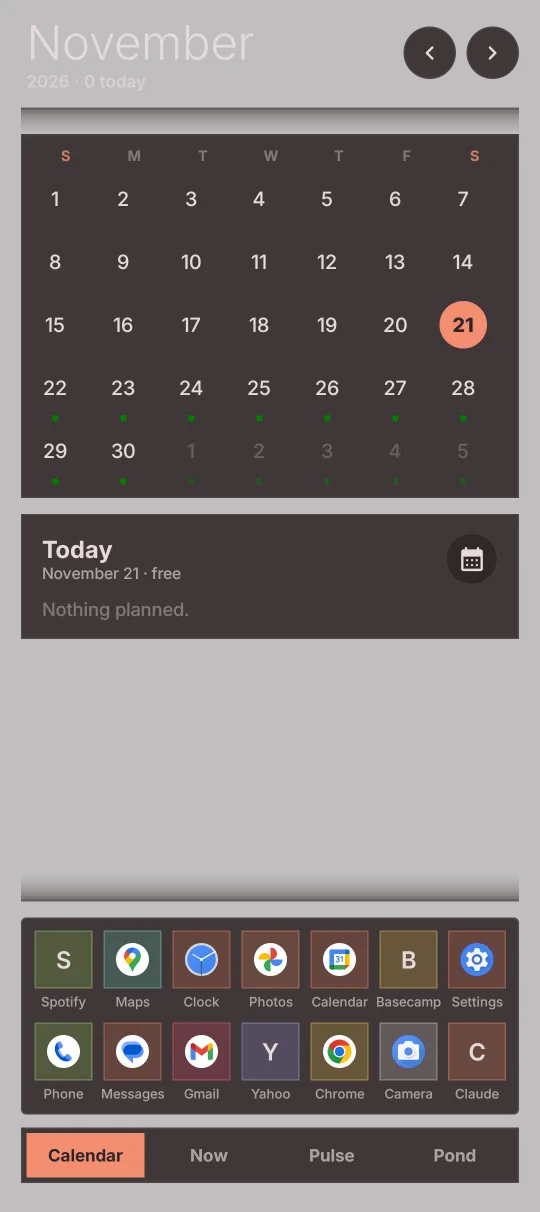 November
2026 · 0 today
S M T W T F S
1 2 3 4 5 6 7
8 9 10 11 12 13 14
15 16 17 18 19 20 21
22 23 24 25 26 27 28
29 30 1 2 3 4 5
Today
November 21 · free
Nothing planned.
S 31 B
Spotify Maps Clock Photos Calendar Basecamp Settings
Y C
Phone Messages Gmail Yahoo Chrome Camera Claude
Calendar Now Pulse Pond